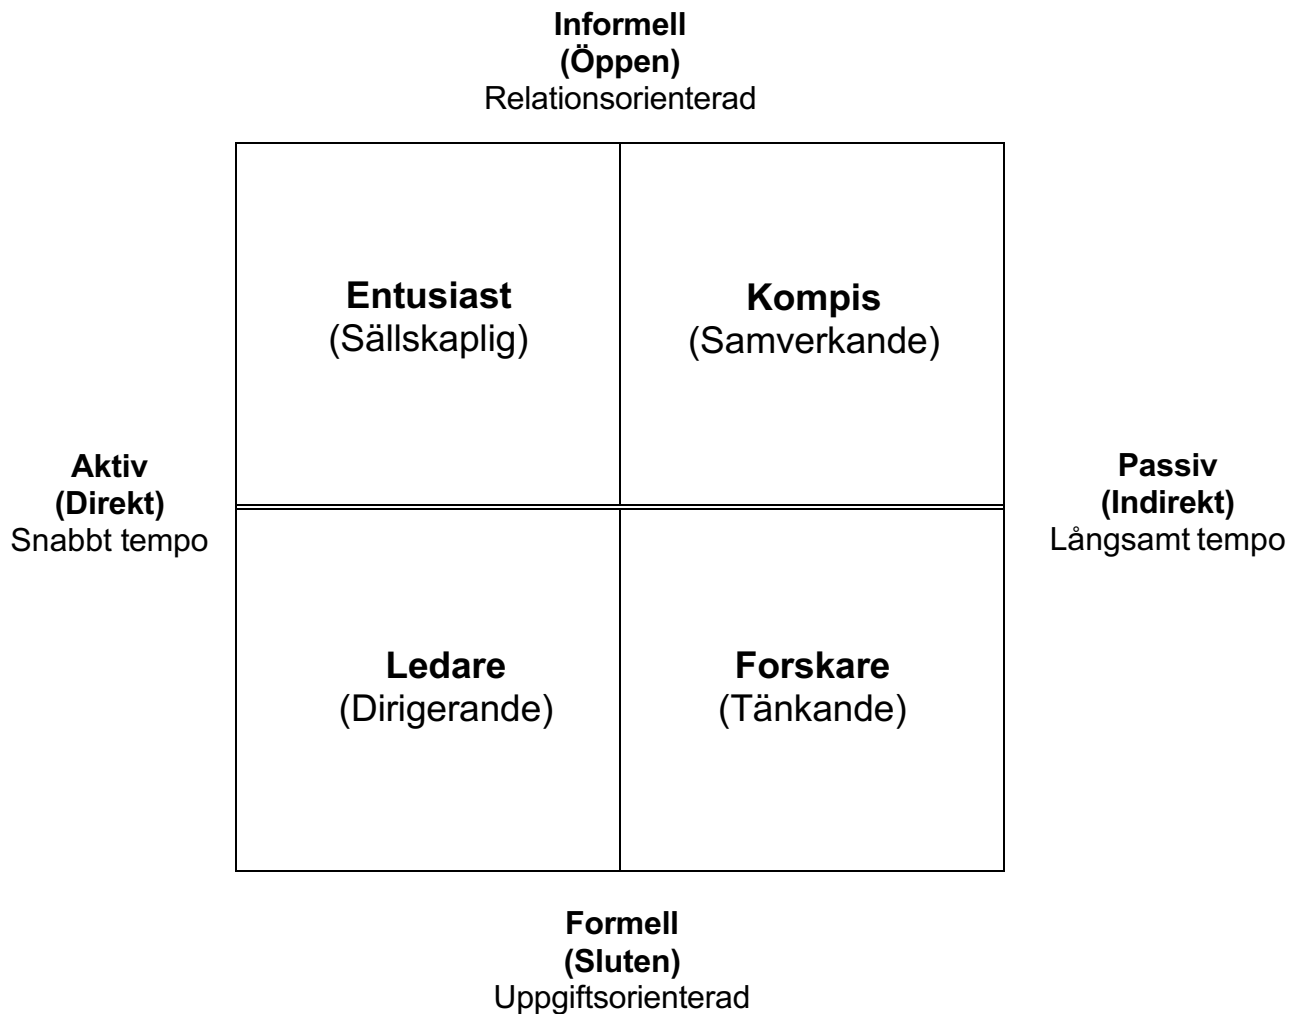 Informell
(Öppen)
Relationsorienterad
Entusiast
(Sällskaplig)
Kompis
(Samverkande)
Aktiv
(Direkt)
Snabbt tempo
Passiv
(Indirekt)
Långsamt tempo
Ledare
(Dirigerande)
Forskare
(Tänkande)
Formell
(Sluten)
Uppgiftsorienterad